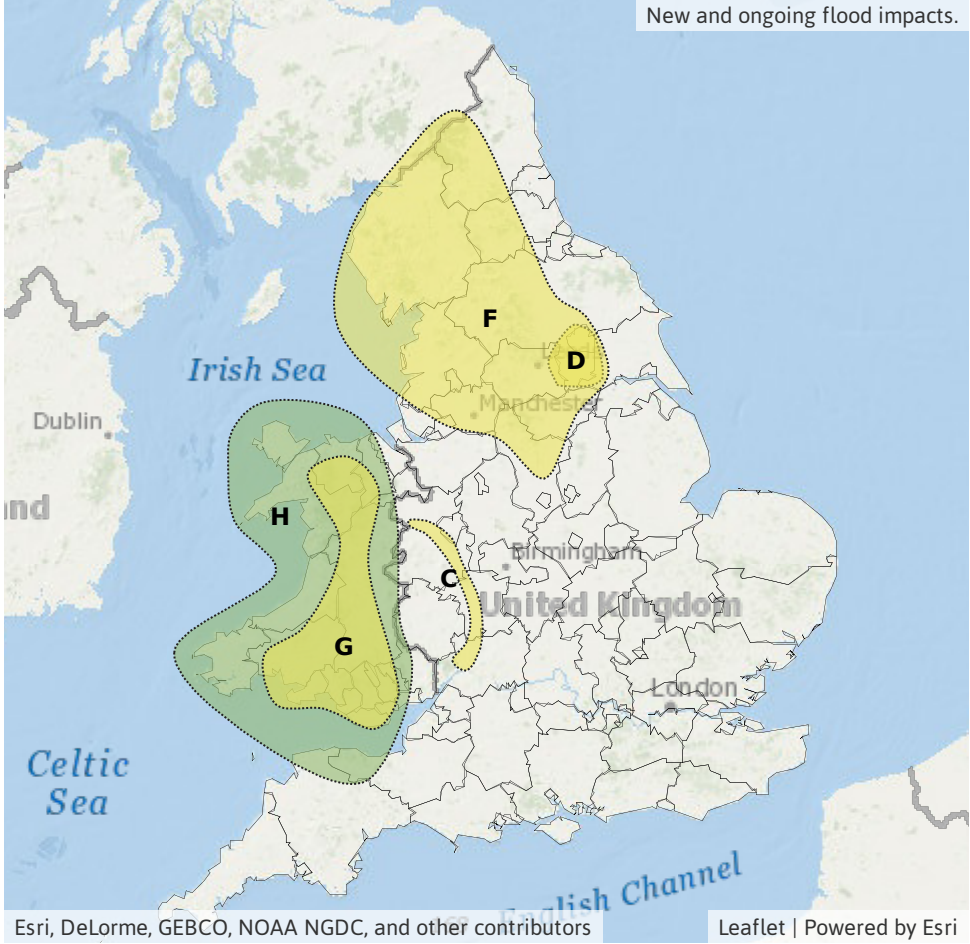 New and ongoing flood impacts.
F
D
Irish Sea
Manchester
Dublin
H
Birmingham
C
United Kingdom
G
London
Celtic
Sea
English Channel
Esri, DeLorme, GEBCO, NOAA NGDC, and other contributors
Leaflet | Powered by Esri